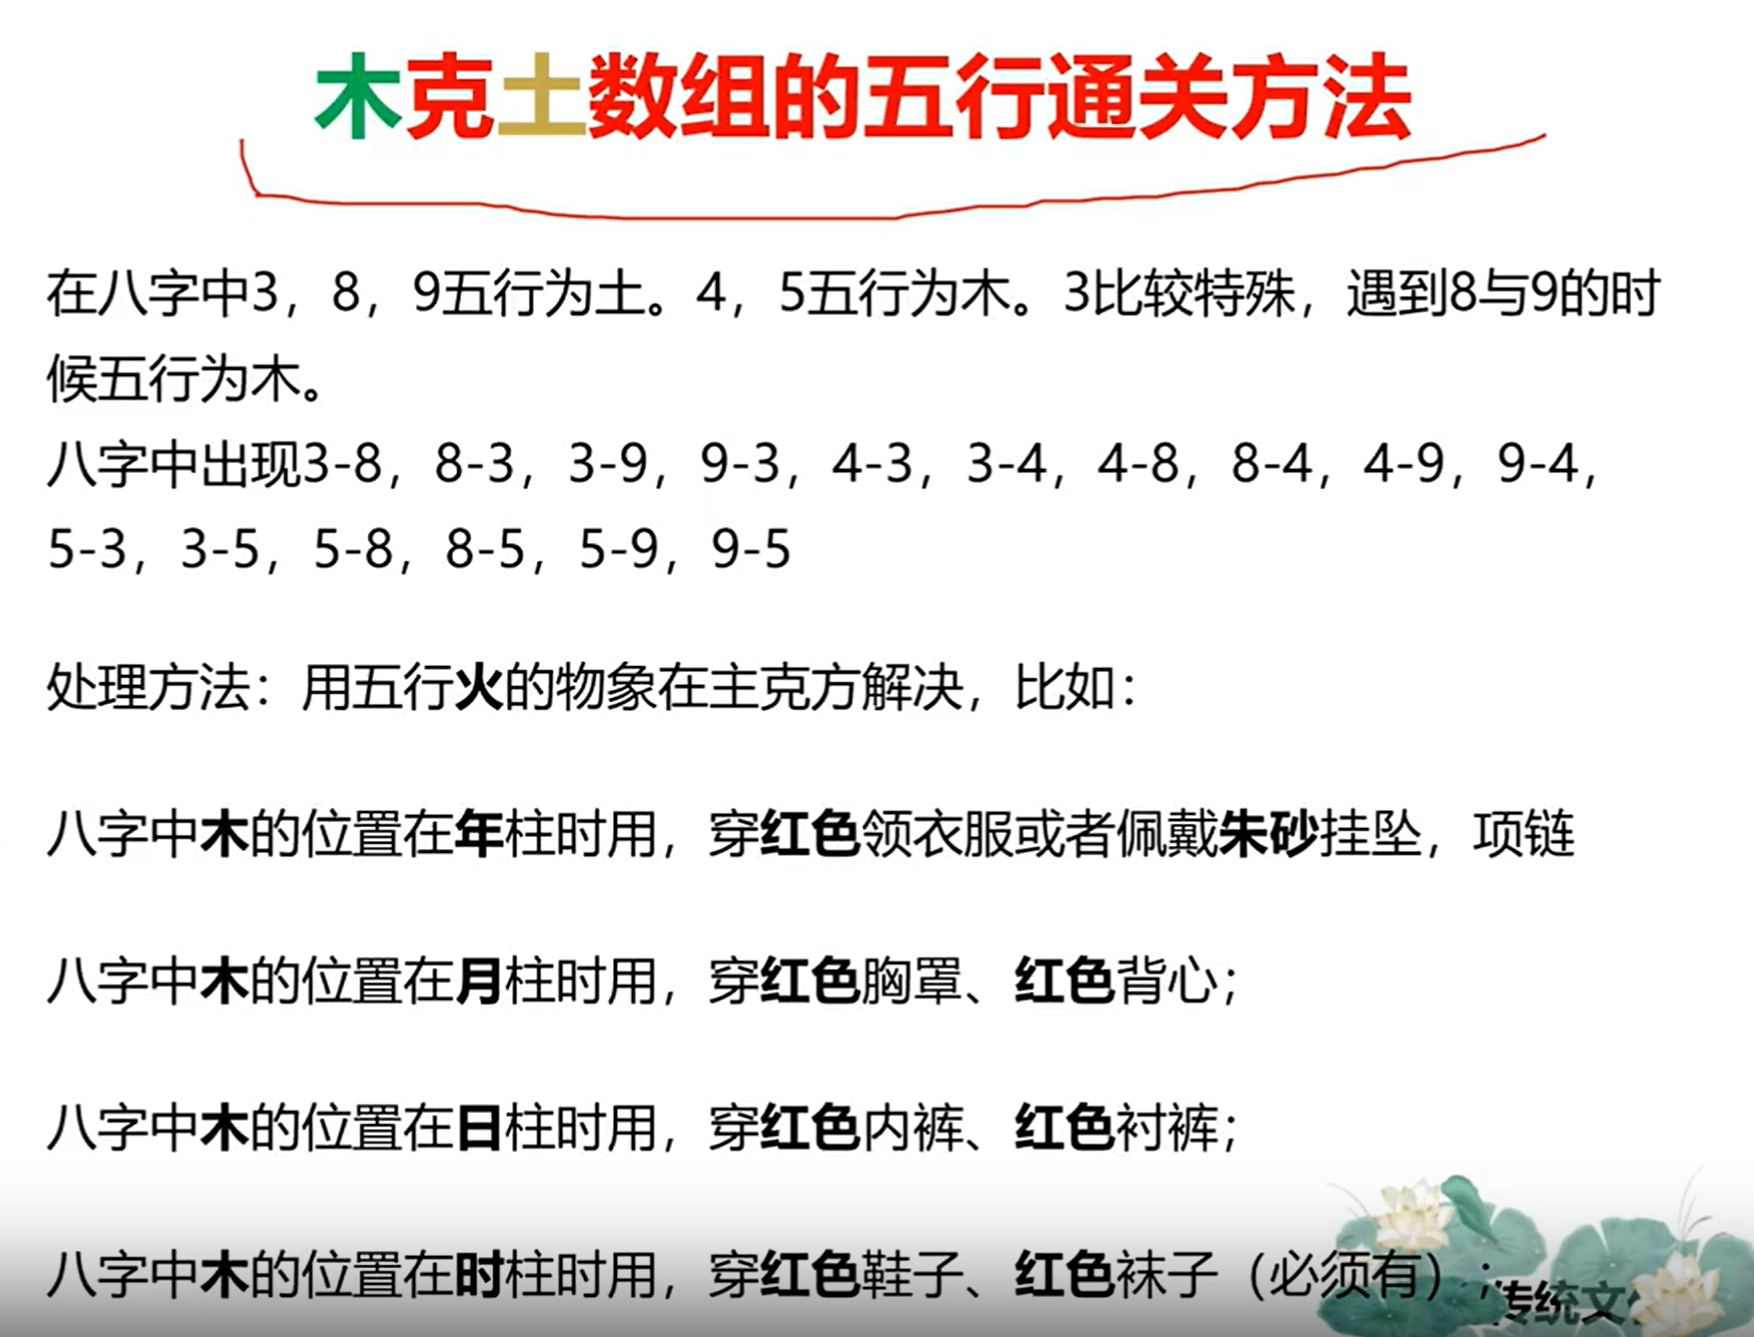 木克土数组的五行通关方法
在八字中3，8，9五行为土。4，5五行为木。3比较特殊，遇到8与9的时
候五行为木。
八字中出现3-8，8-3，3-9，9-3，4-3，3-4，4-8，8-4，4-9，9-4，
5-3，3-5，5-8，8-5，5-9，9-5
处理方法：用五行火的物象在主克方解决，比如：
八字中木的位置在年柱时用，穿红色领衣服或者佩戴朱砂挂坠，项链
八字中木的位置在月柱时用，穿红色胸罩、红色背心；
八字中木的位置在日柱时用，穿红色内裤、红色衬裤；
八字中木的位置在时柱时用，穿红色鞋子、红色袜子（必须有）；
传统文